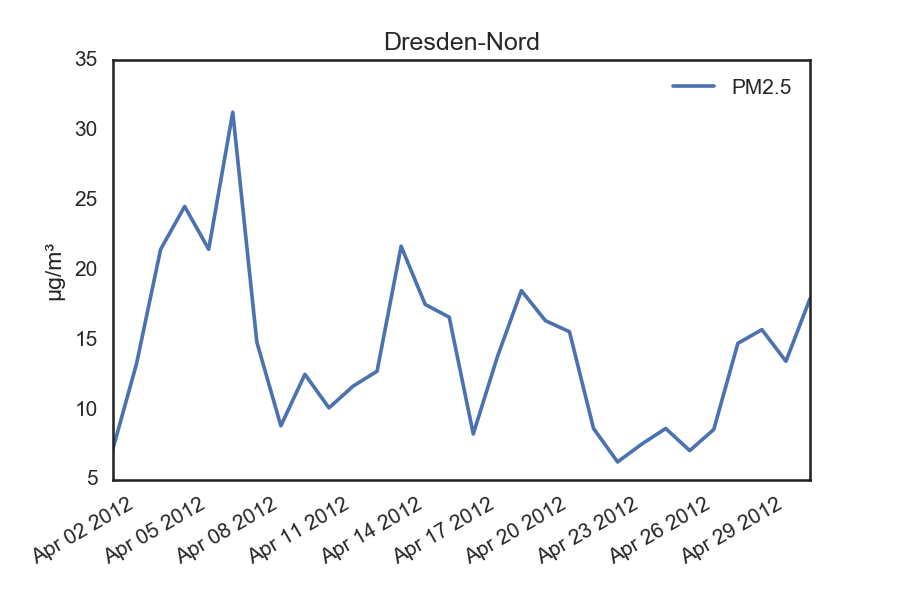 Dresden-Nord
PM2.5
µg/m³
35
30
25
20
15
10
5
Apr 02 2012
Apr 05 2012
Apr 08 2012
Apr 11 2012
Apr 14 2012
Apr 17 2012
Apr 20 2012
Apr 23 2012
Apr 26 2012
Apr 29 2012